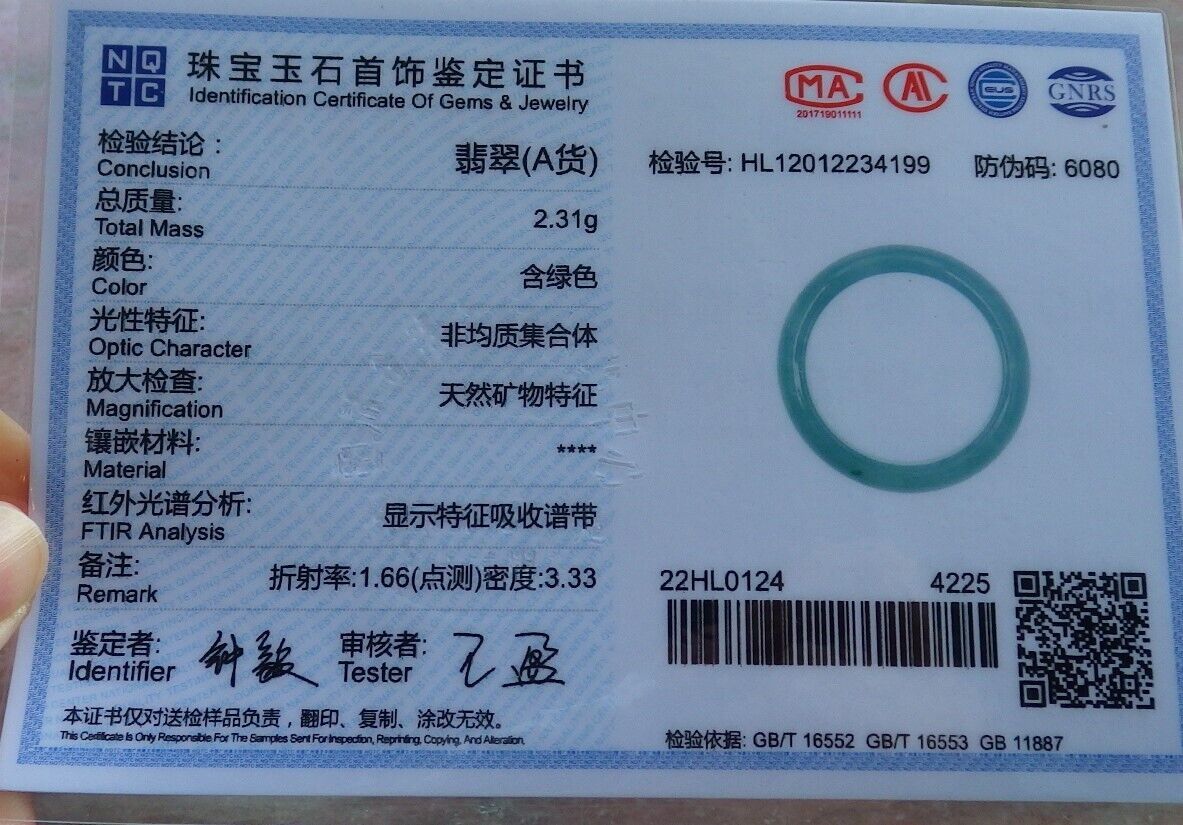 NQTC
珠宝玉石首饰鉴定证书
Identification Certificate Of Gems & Jewelry
检验结论：
Conclusion
翡翠(A货)
总质量:
Total Mass
2.31g
颜色:
Color
含绿色
光性特征:
Optic Character
非均质集合体
放大检查:
Magnification
天然矿物特征
镶嵌材料:
Material
****
红外光谱分析:
FTIR Analysis
显示特征吸收谱带
备注:
Remark
折射率:1.66(点测)密度:3.33
鉴定者:
Identifier
审核者:
Tester
本证书仅对送检样品负责，翻印、复制、涂改无效。
This Certificate Is Only Responsible For The Samples Sent For Inspection, Reprinting, Copying, And Alteration.
MA
201719011111
GNRS
检验号: HL12012234199 防伪码: 6080
22HL0124 4225
检验依据: GB/T 16552 GB/T 16553 GB 11887